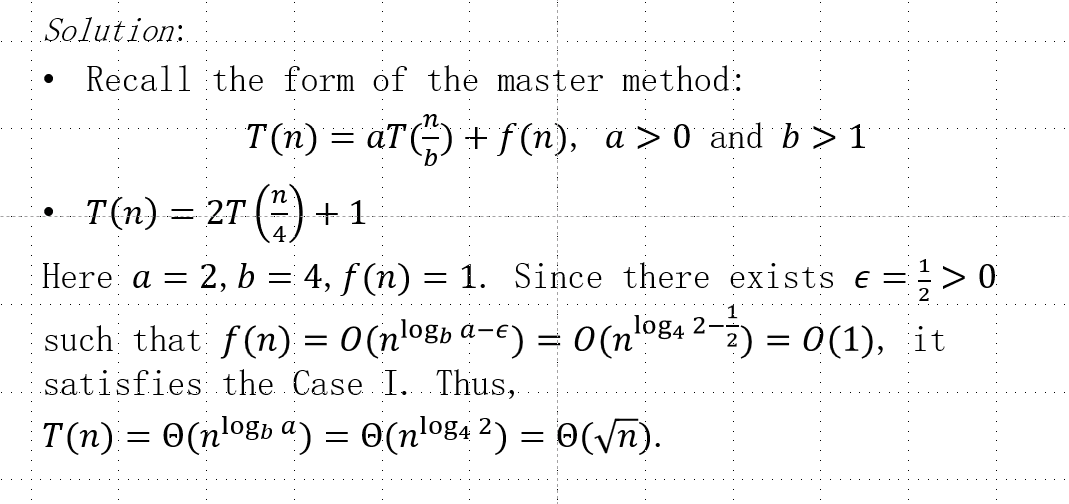 Solution:
• Recall the form of the master method:
T(n) = aT(n/b) + f(n), a > 0 and b > 1
• T(n) = 2T(n/4) + 1
Here a = 2, b = 4, f(n) = 1. Since there exists ϵ = 1/2 > 0
such that f(n) = O(n^(log_b a−ϵ)) = O(n^(log_4 2−1/2)) = O(1), it
satisfies the Case I. Thus,
T(n) = Θ(n^(log_b a)) = Θ(n^(log_4 2)) = Θ(√n).